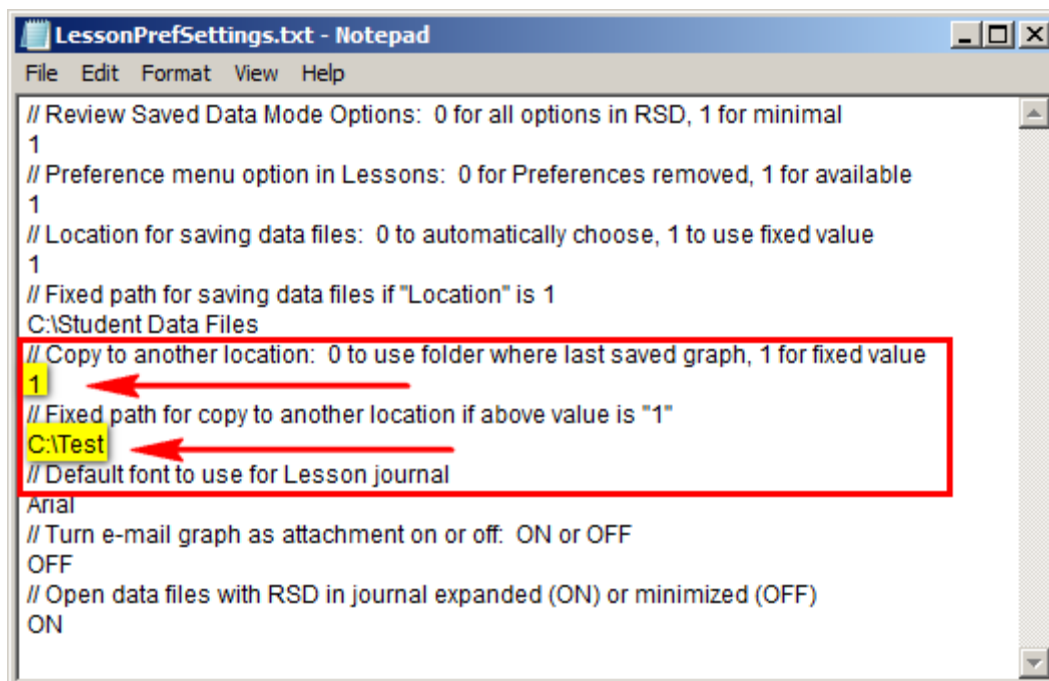 LessonPrefSettings.txt - Notepad
File Edit Format View Help
// Review Saved Data Mode Options:  0 for all options in RSD, 1 for minimal
1
// Preference menu option in Lessons:  0 for Preferences removed, 1 for available
1
// Location for saving data files:  0 to automatically choose, 1 to use fixed value
1
// Fixed path for saving data files if "Location" is 1
C:\Student Data Files
// Copy to another location:  0 to use folder where last saved graph, 1 for fixed value
1
// Fixed path for copy to another location if above value is "1"
C:\Test
// Default font to use for Lesson journal
Arial
// Turn e-mail graph as attachment on or off:  ON or OFF
OFF
// Open data files with RSD in journal expanded (ON) or minimized (OFF)
ON